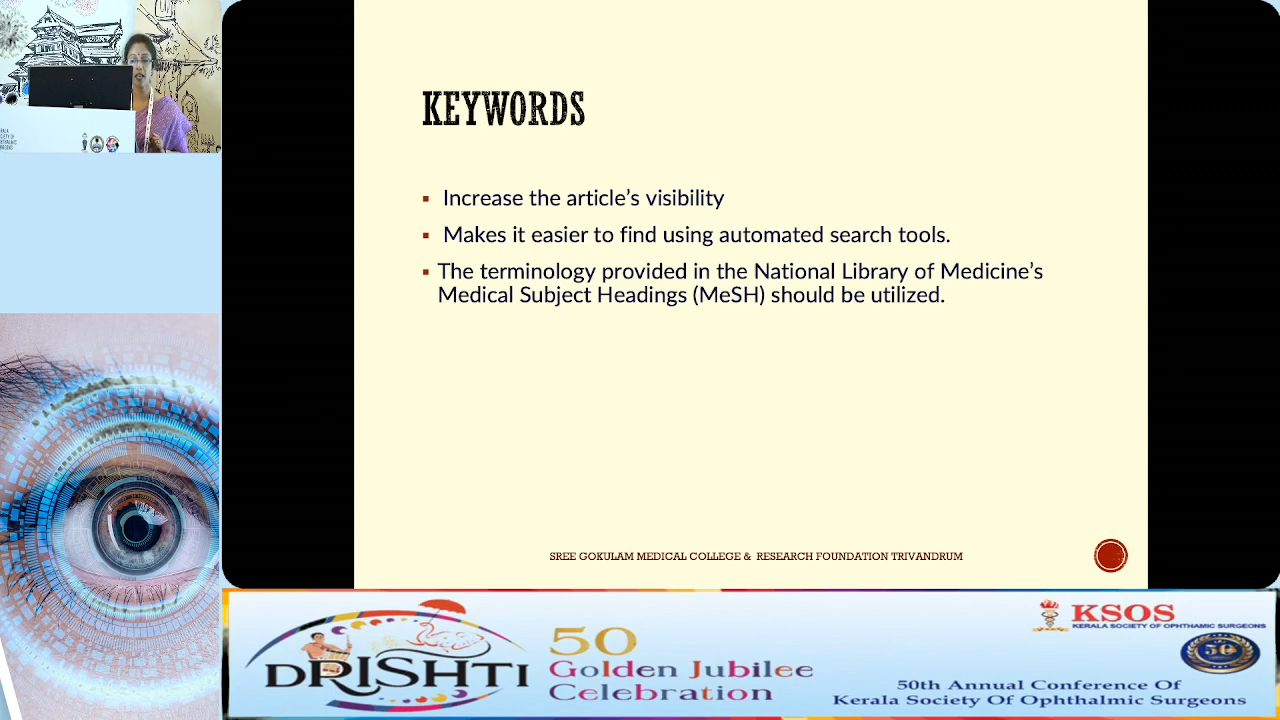 KEYWORDS
▪ Increase the article's visibility
▪ Makes it easier to find using automated search tools.
▪ The terminology provided in the National Library of Medicine's
Medical Subject Headings (MeSH) should be utilized.
SREE GOKULAM MEDICAL COLLEGE & RESEARCH FOUNDATION TRIVANDRUM
DRISHTI
50
Golden Jubilee
Celebration
KSOS
KERALA SOCIETY OF OPHTHAMIC SURGEONS
50
50th Annual Conference Of
Kerala Society Of Ophthalmic Surgeons